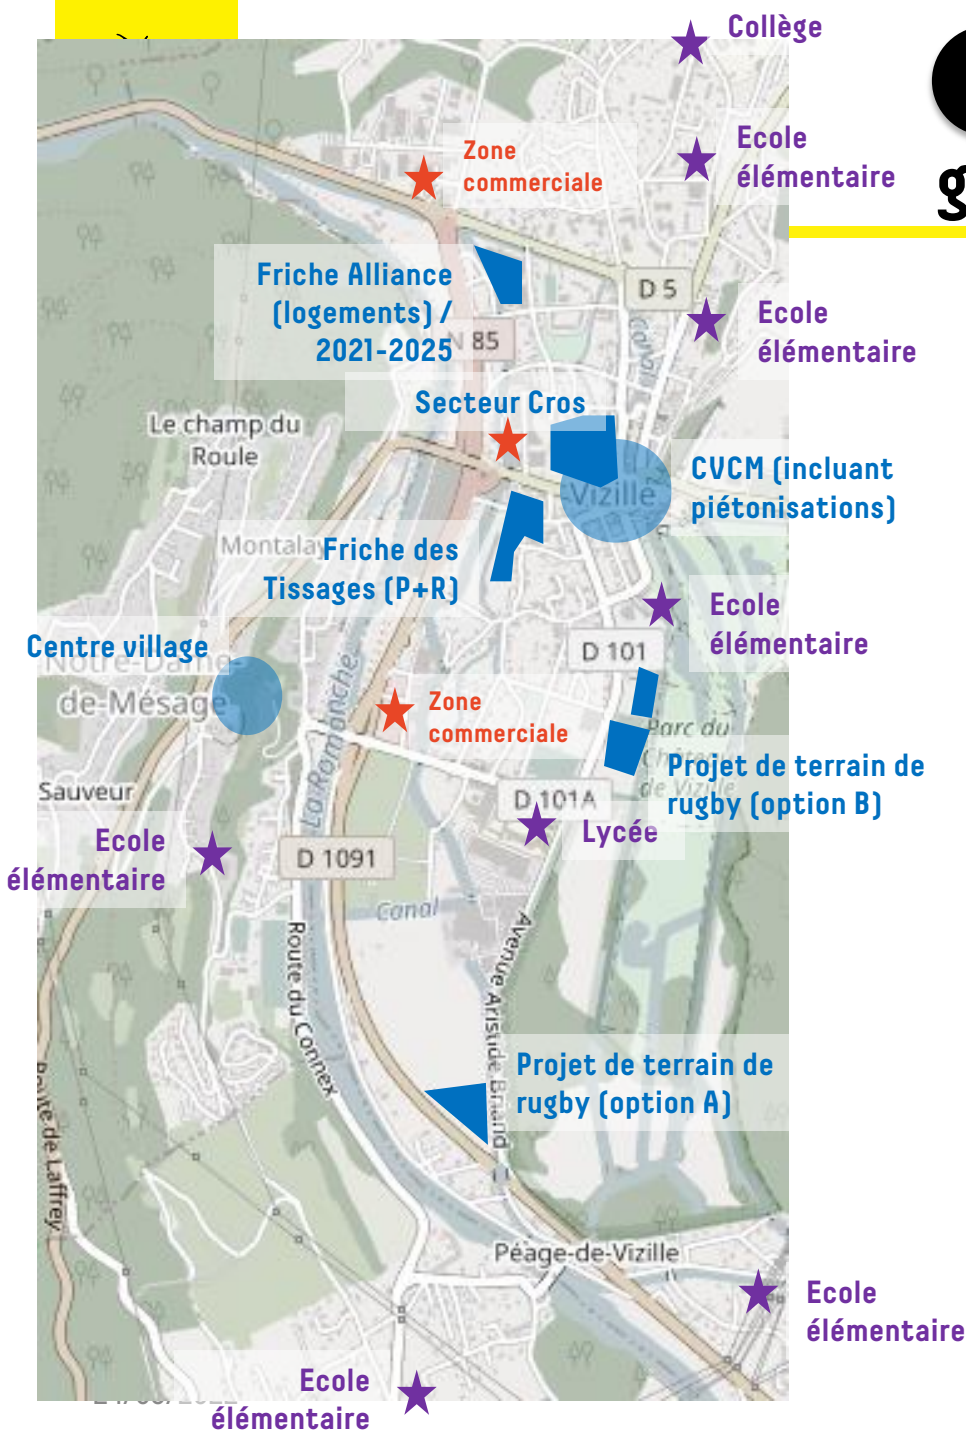 Collège
Ecole
élémentaire
Zone
commerciale
g
Friche Alliance
(logements) /
2021-2025
D 5
N 85
Ecole
élémentaire
Secteur Cros
Le champ du
Roule
CVCM (incluant
piétonisations)
Vizille
Montalay
Friche des
Tissages (P+R)
Ecole
élémentaire
Centre village
Notre-Dame-
de-Mésage
D 101
La Romanche
Zone
commerciale
Parc du
Château
de Vizille
Projet de terrain de
rugby (option B)
Sauveur
D 101A
Lycée
Ecole
élémentaire
D 1091
Canal
Avenue Aristide Briand
Route du Connex
Projet de terrain de
rugby (option A)
Route de Laffrey
Péage-de-Vizille
Ecole
élémentaire
Ecole
élémentaire